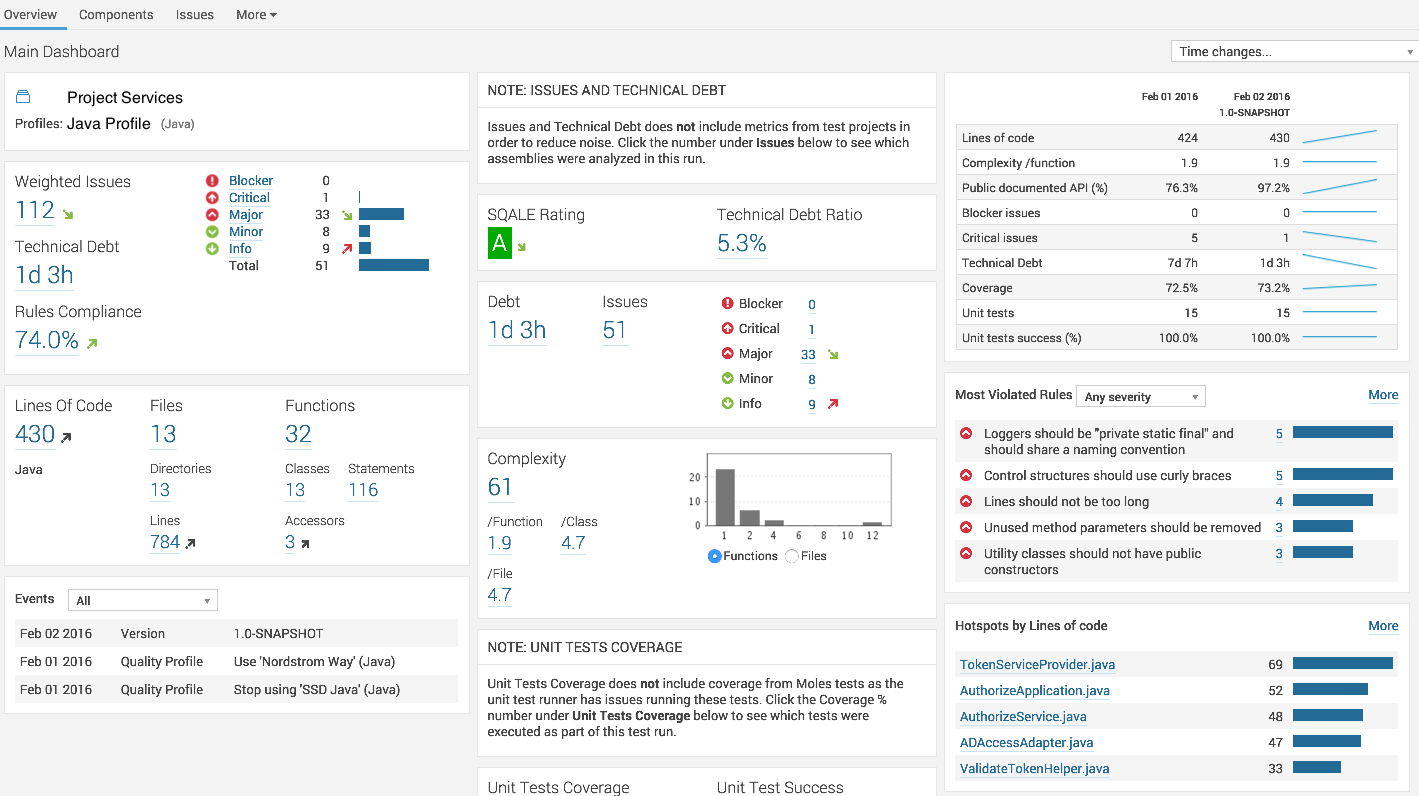 Overview Components Issues More
Main Dashboard
Time changes...
Project Services
Profiles: Java Profile (Java)
Weighted Issues
112
Technical Debt
1d 3h
Rules Compliance
74.0%
Blocker 0
Critical 1
Major 33
Minor 8
Info 9
Total 51
Lines Of Code
430
Java
Files
13
Directories
13
Lines
784
Functions
32
Classes Statements
13 116
Accessors
3
Events All
Feb 02 2016 Version 1.0-SNAPSHOT
Feb 01 2016 Quality Profile Use 'Nordstrom Way' (Java)
Feb 01 2016 Quality Profile Stop using 'SSD Java' (Java)
NOTE: ISSUES AND TECHNICAL DEBT
Issues and Technical Debt does not include metrics from test projects in
order to reduce noise. Click the number under Issues below to see which
assemblies were analyzed in this run.
SQALE Rating
A
Technical Debt Ratio
5.3%
Debt
1d 3h
Issues
51
Blocker 0
Critical 1
Major 33
Minor 8
Info 9
Complexity
61
/Function /Class
1.9 4.7
/File
4.7
20
10
0
1 2 4 6 8 10 12
Functions Files
NOTE: UNIT TESTS COVERAGE
Unit Tests Coverage does not include coverage from Moles tests as the
unit test runner has issues running these tests. Click the Coverage %
number under Unit Tests Coverage below to see which tests were
executed as part of this test run.
Unit Tests Coverage Unit Test Success
Feb 01 2016 Feb 02 2016
1.0-SNAPSHOT
Lines of code 424 430
Complexity /function 1.9 1.9
Public documented API (%) 76.3% 97.2%
Blocker issues 0 0
Critical issues 5 1
Technical Debt 7d 7h 1d 3h
Coverage 72.5% 73.2%
Unit tests 15 15
Unit tests success (%) 100.0% 100.0%
Most Violated Rules Any severity More
Loggers should be "private static final" and
should share a naming convention
5
Control structures should use curly braces 5
Lines should not be too long 4
Unused method parameters should be removed 3
Utility classes should not have public
constructors
3
Hotspots by Lines of code More
TokenServiceProvider.java 69
AuthorizeApplication.java 52
AuthorizeService.java 48
ADAccessAdapter.java 47
ValidateTokenHelper.java 33